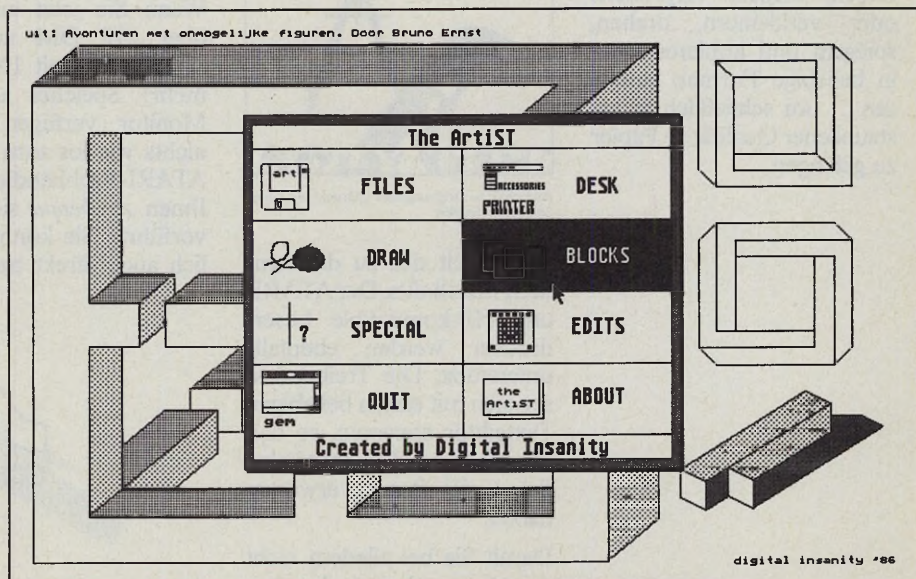 uit: Avonturen met onmogelijke figuren. Door Bruno Ernst
The ArtiST
art
FILES
ACCESSORIES
PRINTER
DESK
DRAW
BLOCKS
?
SPECIAL
EDITS
gem
QUIT
the
ArtiST
ABOUT
Created by Digital Insanity
digital insanity '86